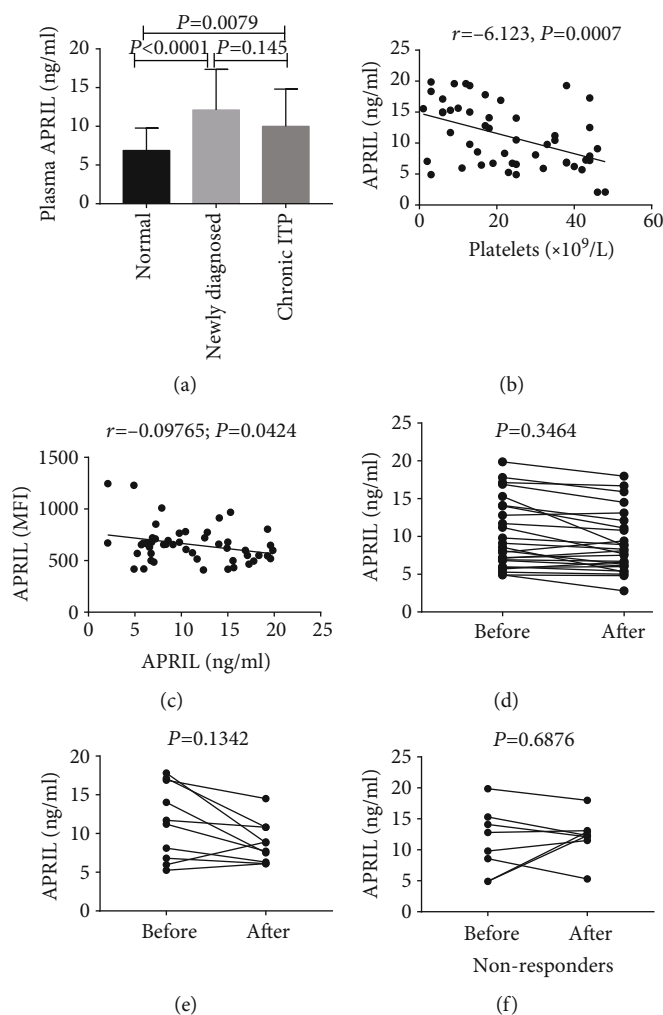 P=0.0079
P<0.0001 P=0.145
Plasma APRIL (ng/ml)
20
15
10
5
0
Normal
Newly diagnosed
Chronic ITP
(a)
r=–6.123, P=0.0007
APRIL (ng/ml)
25
20
15
10
5
0
0 20 40 60
Platelets (×10⁹/L)
(b)
r=–0.09765; P=0.0424
APRIL (MFI)
1500
1000
500
0
0 5 10 15 20 25
APRIL (ng/ml)
(c)
P=0.3464
APRIL (ng/ml)
25
20
15
10
5
0
Before After
(d)
P=0.1342
APRIL (ng/ml)
20
15
10
5
0
Before After
(e)
P=0.6876
APRIL (ng/ml)
25
20
15
10
5
0
Before After
Non-responders
(f)